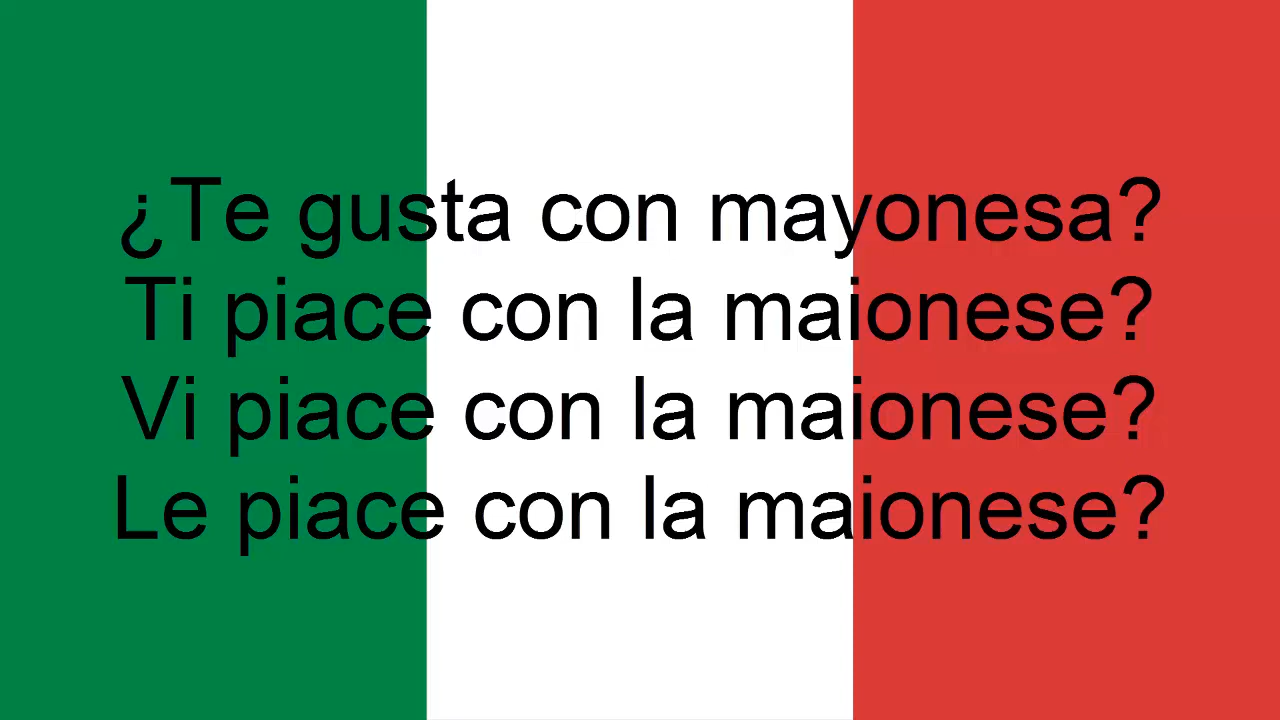 ¿Te gusta con mayonesa?
Ti piace con la maionese?
Vi piace con la maionese?
Le piace con la maionese?